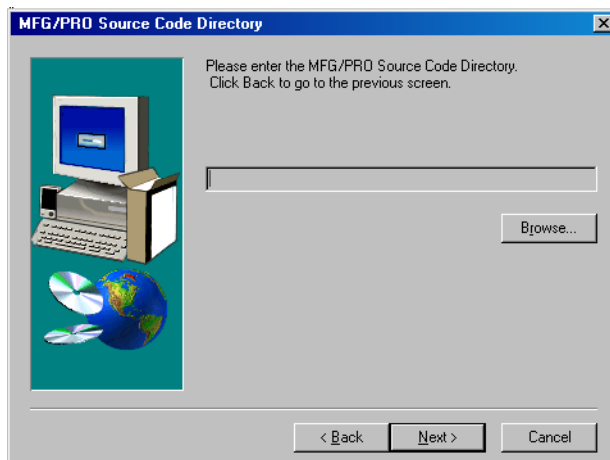 MFG/PRO Source Code Directory
Please enter the MFG/PRO Source Code Directory.
Click Back to go to the previous screen.
Browse...
< Back
Next >
Cancel